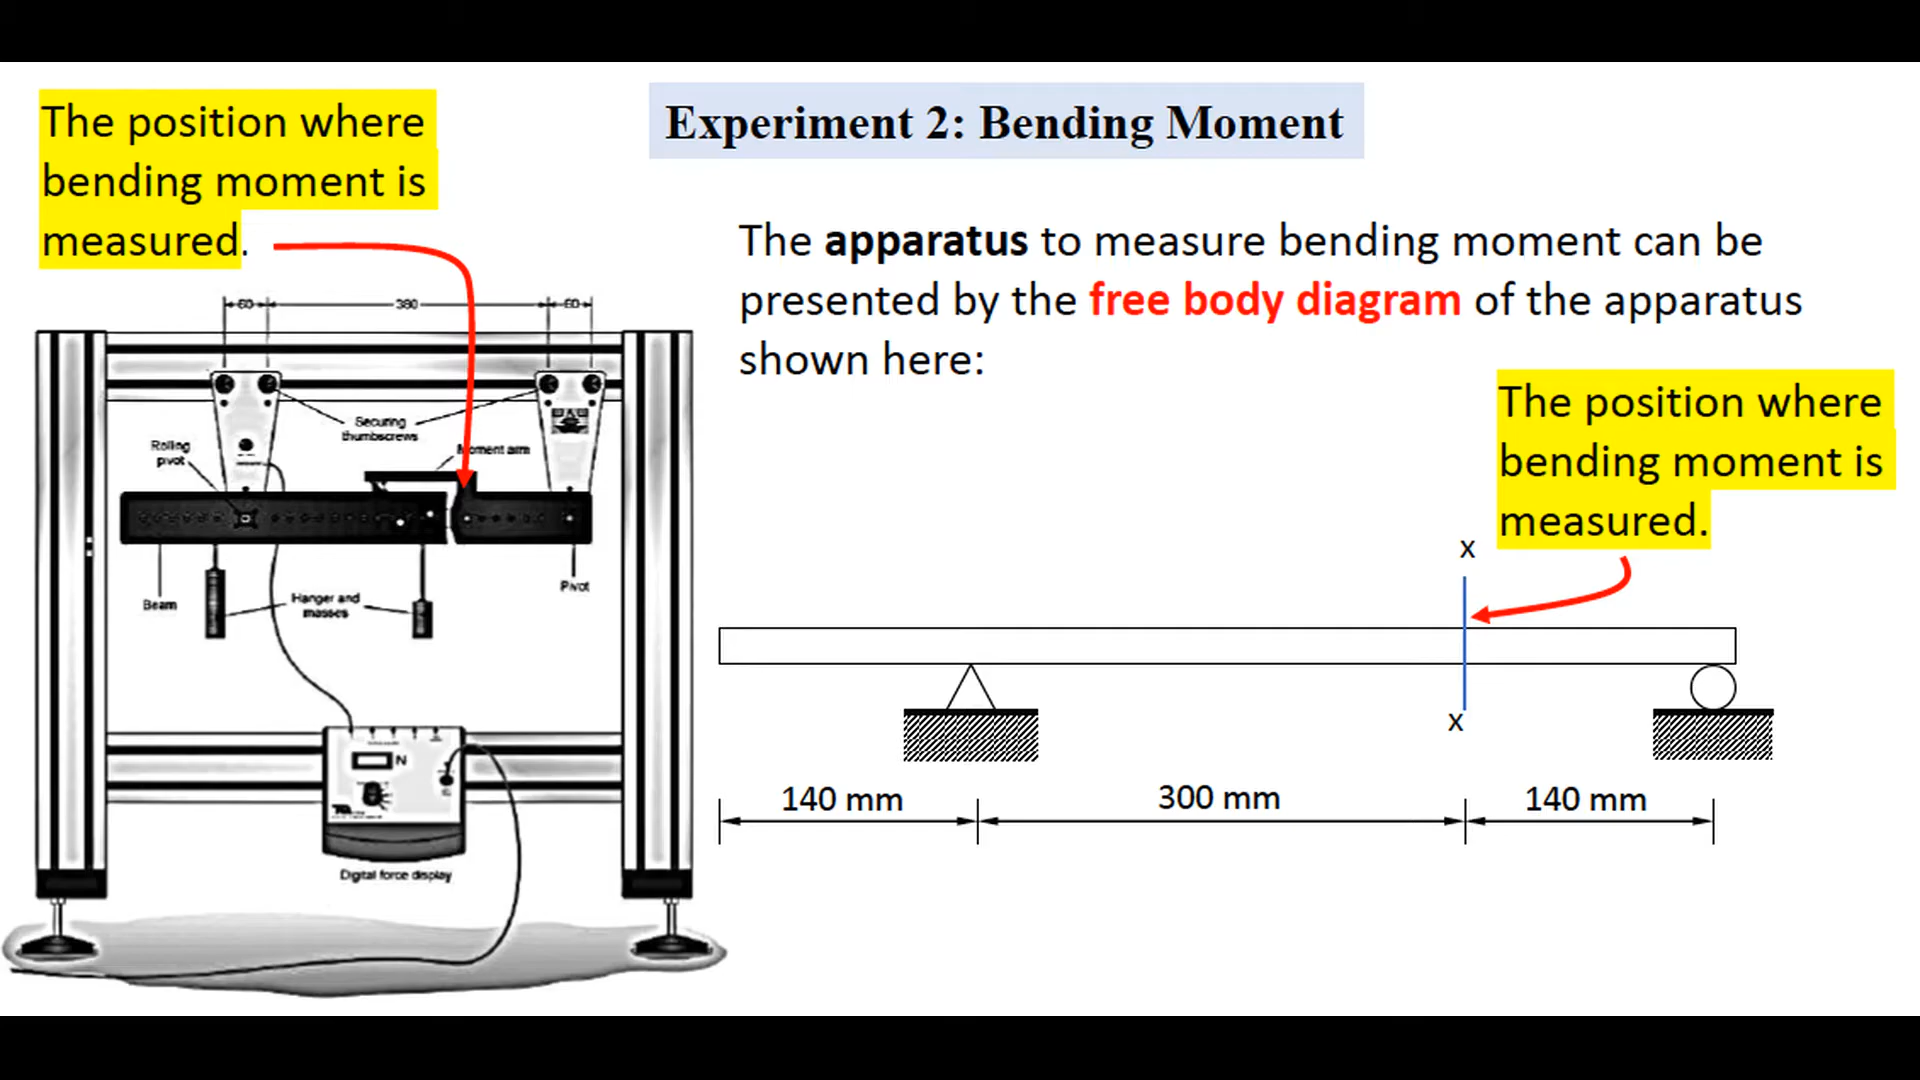 Experiment 2: Bending Moment
The position where
bending moment is
measured.
The apparatus to measure bending moment can be
presented by the free body diagram of the apparatus
shown here:
60
380
60
Securing
thumbscrews
Rolling
pivot
Moment arm
Beam
Hanger and
masses
Pivot
N
Digital force display
The position where
bending moment is
measured.
x
x
140 mm
300 mm
140 mm